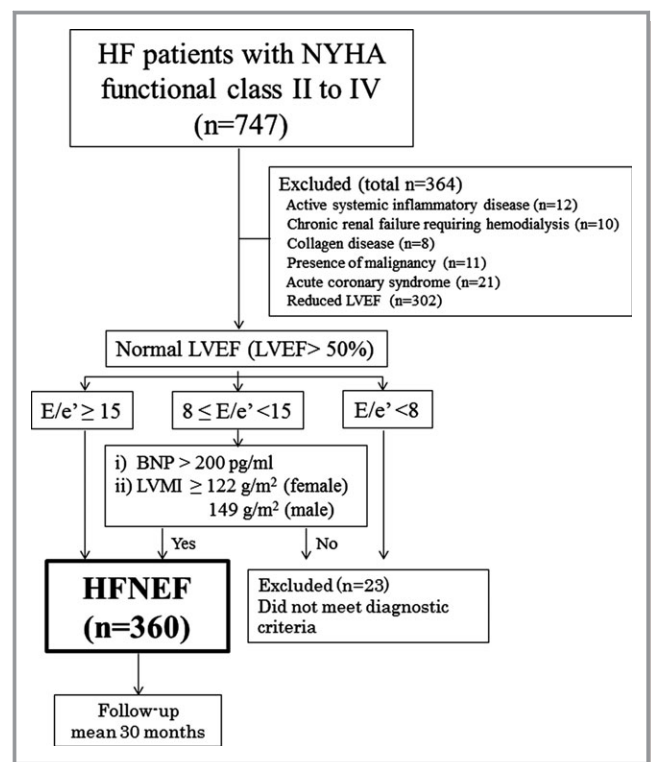 HF patients with NYHA
functional class II to IV
(n=747)
Excluded (total n=364)
Active systemic inflammatory disease (n=12)
Chronic renal failure requiring hemodialysis (n=10)
Collagen disease (n=8)
Presence of malignancy (n=11)
Acute coronary syndrome (n=21)
Reduced LVEF (n=302)
Normal LVEF (LVEF> 50%)
E/e’ ≥ 15
8 ≤ E/e’ <15
E/e’ <8
i) BNP > 200 pg/ml
ii) LVMI ≥ 122 g/m² (female)
149 g/m² (male)
Yes
No
HFNEF
(n=360)
Excluded (n=23)
Did not meet diagnostic
criteria
Follow-up
mean 30 months